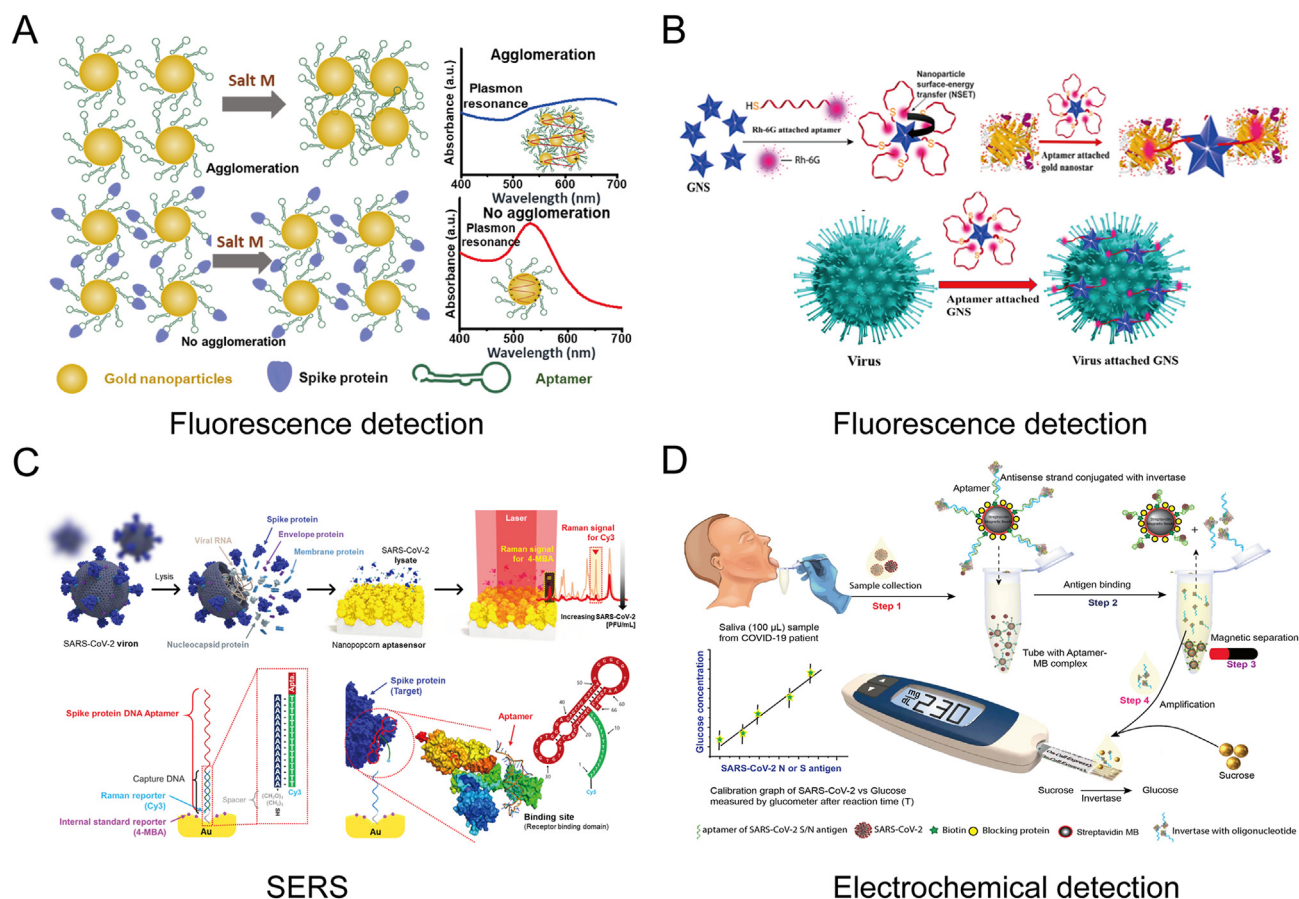 A
Salt M
Agglomeration
Salt M
No agglomeration
Agglomeration
Plasmon
resonance
Absorbance (a.u.)
400 500 600 700
Wavelength (nm)
No agglomeration
Plasmon
resonance
Absorbance (a.u.)
400 500 600 700
Wavelength (nm)
Gold nanoparticles
Spike protein
Aptamer
Fluorescence detection
B
GNS
HS
Rh-6G attached aptamer
Rh-6G
Nanoparticle
surface-energy
transfer (NSET)
S
S
S
S
S
Aptamer attached
gold nanostar
Virus
Aptamer attached
GNS
Virus attached GNS
Fluorescence detection
C
SARS-CoV-2 viron
Lysis
Viral RNA
Spike protein
Envelope protein
Membrane protein
Nucleocapsid protein
SARS-CoV-2
lysate
Nanopopcorn aptasensor
Laser
Raman signal
for 4-MBA
Raman signal
for Cy3
Increasing SARS-CoV-2
[PFU/mL]
Spike protein DNA Aptamer
Capture DNA
Raman reporter
(Cy3)
Internal standard reporter
(4-MBA)
Au
Apta.
Cy3
Spacer
SH
Spike protein
(Target)
Au
Aptamer
Binding site
(Receptor binding domain)
SERS
D
Saliva (100 µL) sample
from COVID-19 patient
Sample collection
Step 1
Aptamer
Antisense strand conjugated with invertase
Tube with Aptamer-
MB complex
Antigen binding
Step 2
+
Magnetic separation
Step 3
Step 4
Amplification
Sucrose
Sucrose
Invertase
Glucose
mg
dL
230
Glucose concentration
SARS-CoV-2 N or S antigen
Calibration graph of SARS-CoV-2 vs Glucose
measured by glucometer after reaction time (T)
aptamer of SARS-CoV-2 S/N antigen
SARS-CoV-2
Biotin
Blocking protein
Streptavidin MB
Invertase with oligonucleotide
Electrochemical detection